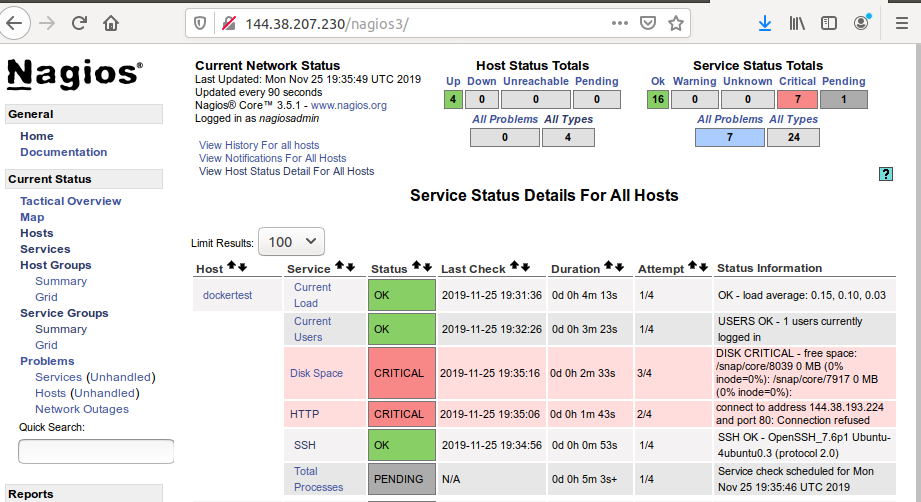 144.38.207.230/nagios3/
Nagios®
General
Home
Documentation
Current Status
Tactical Overview
Map
Hosts
Services
Host Groups
Summary
Grid
Service Groups
Summary
Grid
Problems
Services (Unhandled)
Hosts (Unhandled)
Network Outages
Quick Search:
Reports
Current Network Status
Last Updated: Mon Nov 25 19:35:49 UTC 2019
Updated every 90 seconds
Nagios® Core™ 3.5.1 - www.nagios.org
Logged in as nagiosadmin
View History For all hosts
View Notifications For All Hosts
View Host Status Detail For All Hosts
Host Status Totals
Up Down Unreachable Pending
4 0 0 0
All Problems All Types
0 4
Service Status Totals
Ok Warning Unknown Critical Pending
16 0 0 7 1
All Problems All Types
7 24
?
Service Status Details For All Hosts
Limit Results: 100
Host Service Status Last Check Duration Attempt Status Information
dockertest Current Load OK 2019-11-25 19:31:36 0d 0h 4m 13s 1/4 OK - load average: 0.15, 0.10, 0.03
Current Users OK 2019-11-25 19:32:26 0d 0h 3m 23s 1/4 USERS OK - 1 users currently logged in
Disk Space CRITICAL 2019-11-25 19:35:16 0d 0h 2m 33s 3/4 DISK CRITICAL - free space: /snap/core/8039 0 MB (0% inode=0%): /snap/core/7917 0 MB (0% inode=0%):
HTTP CRITICAL 2019-11-25 19:35:06 0d 0h 1m 43s 2/4 connect to address 144.38.193.224 and port 80: Connection refused
SSH OK 2019-11-25 19:34:56 0d 0h 0m 53s 1/4 SSH OK - OpenSSH_7.6p1 Ubuntu-4ubuntu0.3 (protocol 2.0)
Total Processes PENDING N/A 0d 0h 5m 3s+ 1/4 Service check scheduled for Mon Nov 25 19:35:46 UTC 2019